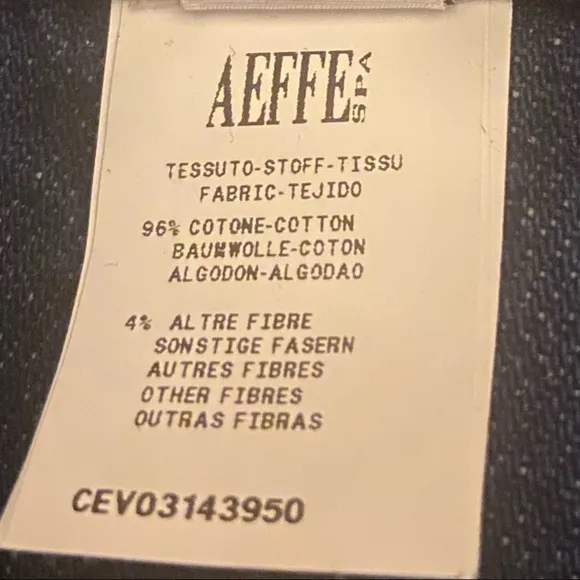 AEFFE SPA
TESSUTO-STOFF-TISSU
FABRIC-TEJIDO
96% COTONE-COTTON
BAUMWOLLE-COTON
ALGODON-ALGODAO
4% ALTRE FIBRE
SONSTIGE FASERN
AUTRES FIBRES
OTHER FIBRES
OUTRAS FIBRAS
CEV03143950